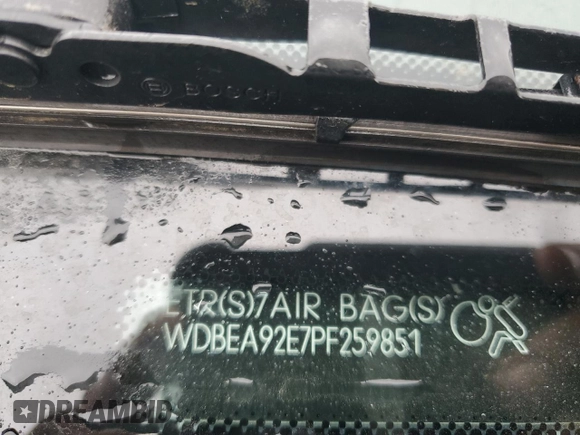 BOSCH
ETR(S)/AIR BAG(S)
WDBEA92E7PF259851
DREAMBID